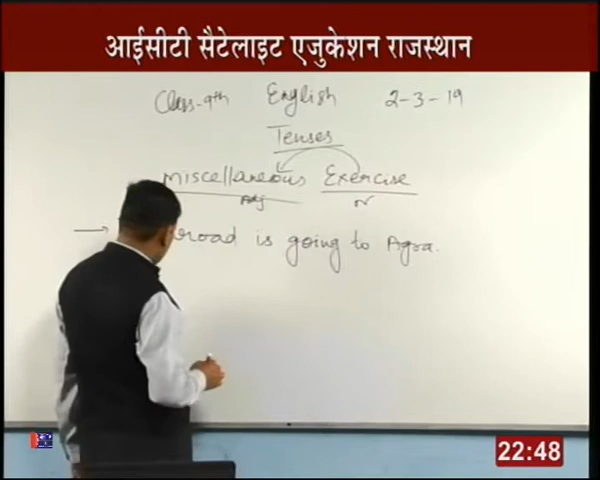 आईसीटी सैटेलाइट एजुकेशन राजस्थान
Class-9th English 2-3-19
Tenses
Miscellaneous Exercise
Adj N
road is going to Agra.
22:48